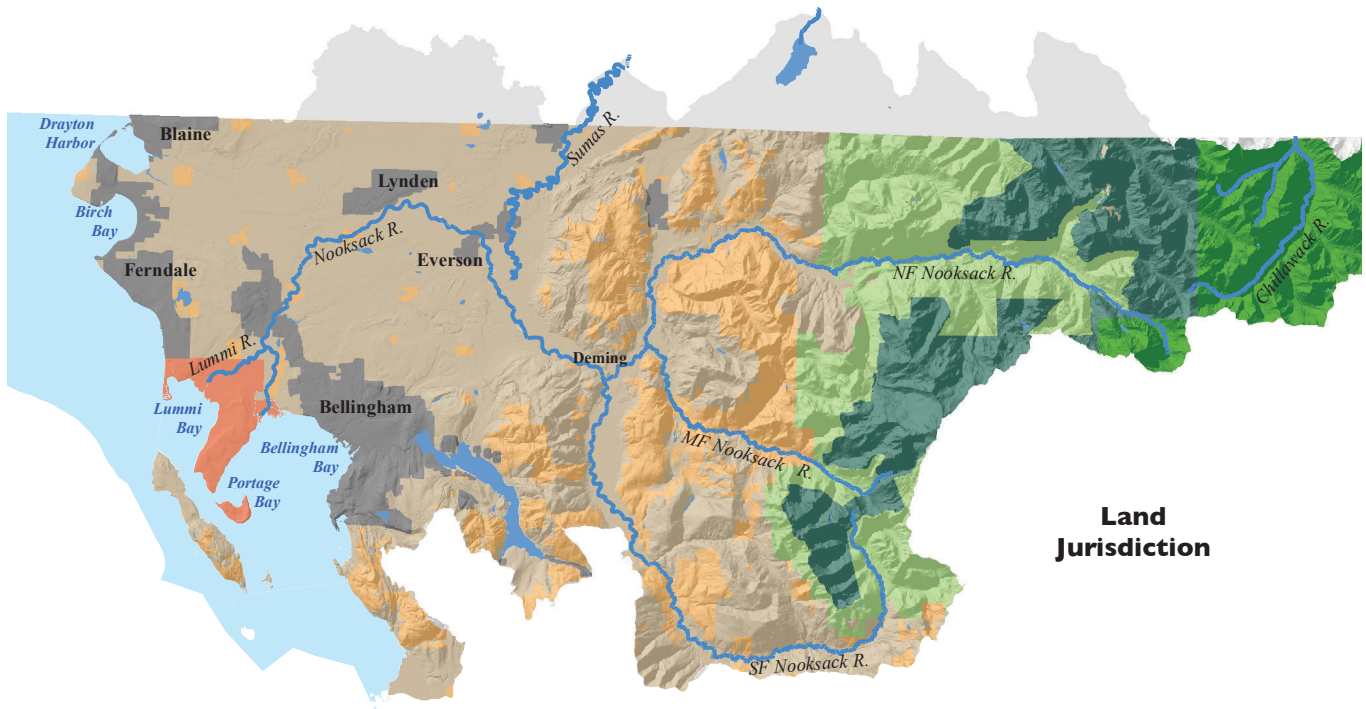 Drayton
Harbor
Blaine
Sumas R.
Lynden
Birch
Bay
Nooksack R.
Everson
Ferndale
NF Nooksack R.
Chillawack R.
Lummi R.
Deming
Lummi
Bay
Bellingham
Bellingham
Bay
MF Nooksack R.
Portage
Bay
Land
Jurisdiction
SF Nooksack R.